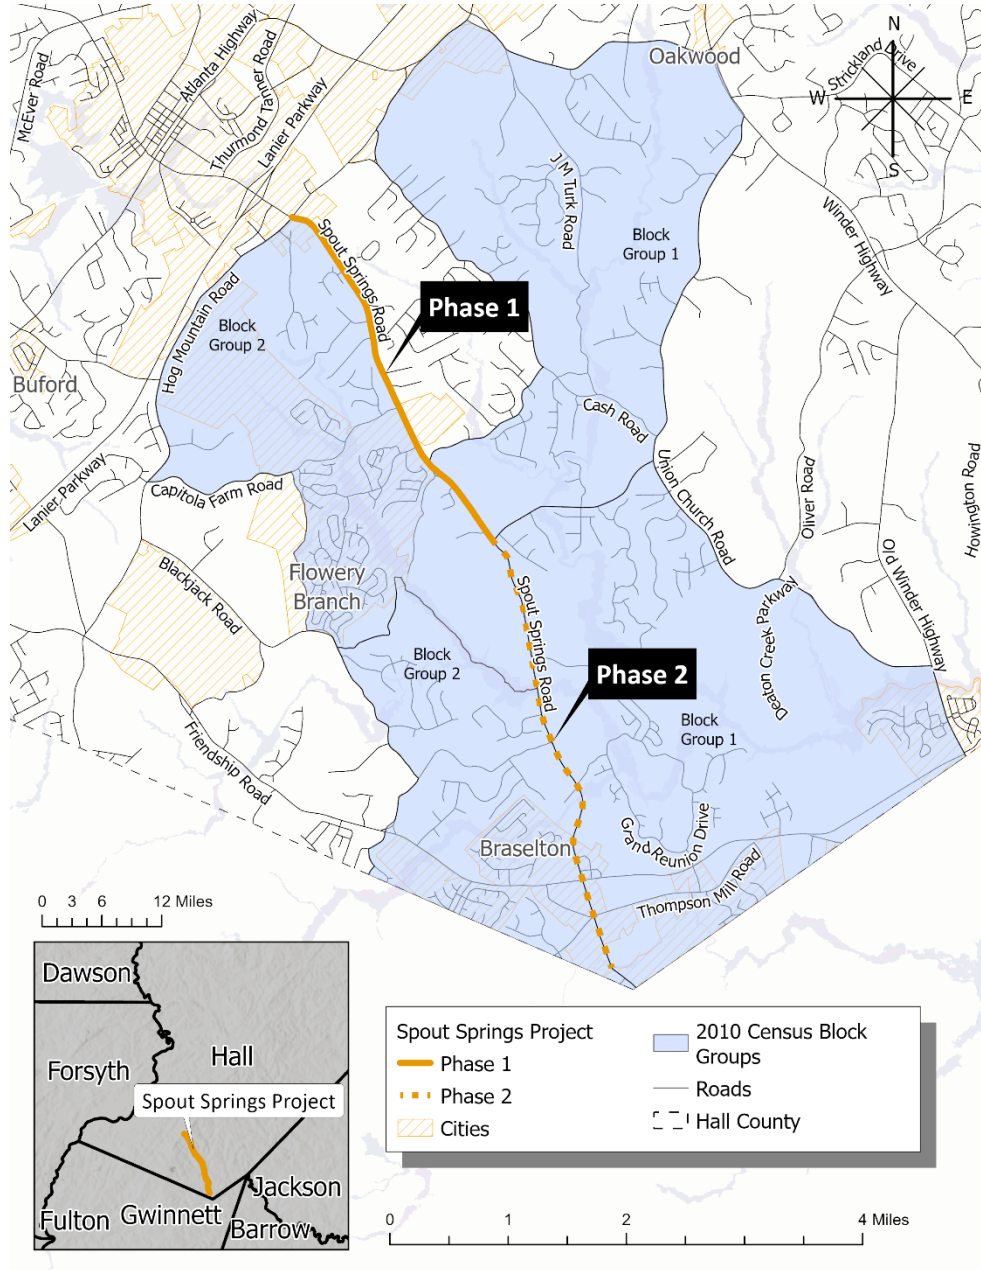 Oakwood
N
Strickland Drive
W
E
S
McEver Road
Atlanta Highway
Thurmond Tanner Road
Lanier Parkway
J M Turk Road
Winder Highway
Block
Group 1
Spout Springs Road
Phase 1
Hog Mountain Road
Block
Group 2
Buford
Cash Road
Union Church Road
Oliver Road
Howington Road
Lanier Parkway
Capitola Farm Road
Old Winder Highway
Blackjack Road
Flowery
Branch
Spout Springs Road
Deaton Creek Parkway
Block
Group 2
Phase 2
Block
Group 1
Friendship Road
Grand Reunion Drive
Braselton
Thompson Mill Road
0 3 6 12 Miles
Dawson
Forsyth
Hall
Spout Springs Project
Jackson
Gwinnett
Fulton
Barrow
Spout Springs Project
Phase 1
Phase 2
Cities
2010 Census Block
Groups
Roads
Hall County
0 1 2 4 Miles